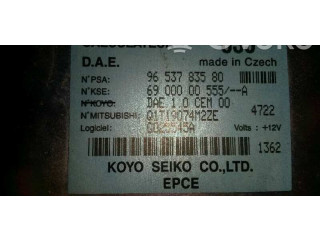 D.A.E. made in Czech
N°PSA: 96 537 835 80
N°KSE: 69 000 00 555/--A
N°KOYO: DAE 1.0 CEM 00
N°MITSUBISHI: Q1T19074M2ZE 4722
Logiciel: Volts : +12V
1362
KOYO SEIKO CO.,LTD.
EPCE